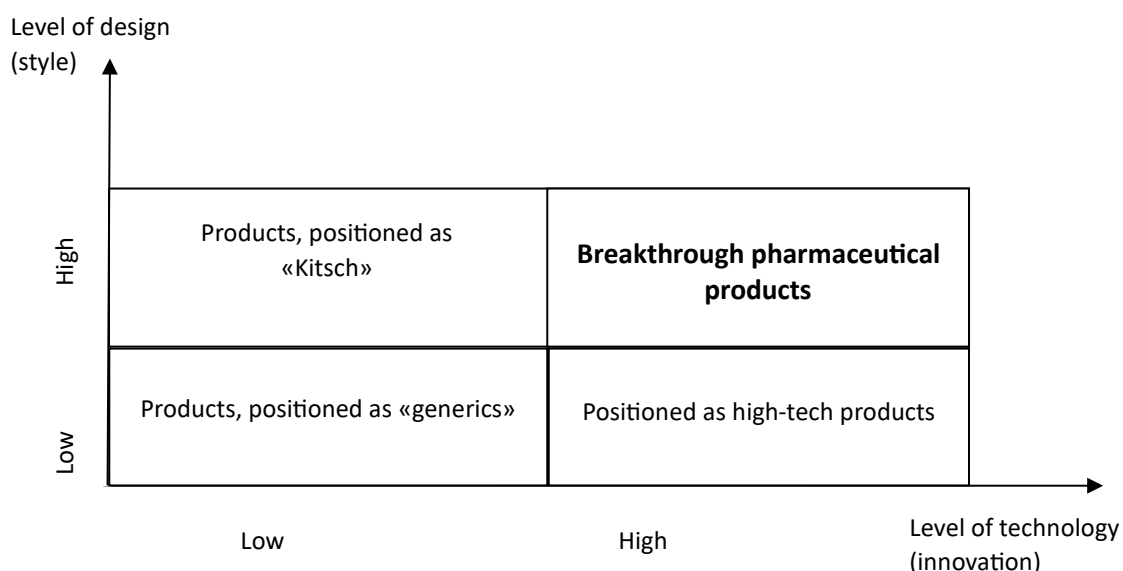 Level of design
(style)
High
Products, positioned as
«Kitsch»
Breakthrough pharmaceutical
products
Low
Products, positioned as «generics»
Positioned as high-tech products
Low
High
Level of technology
(innovation)